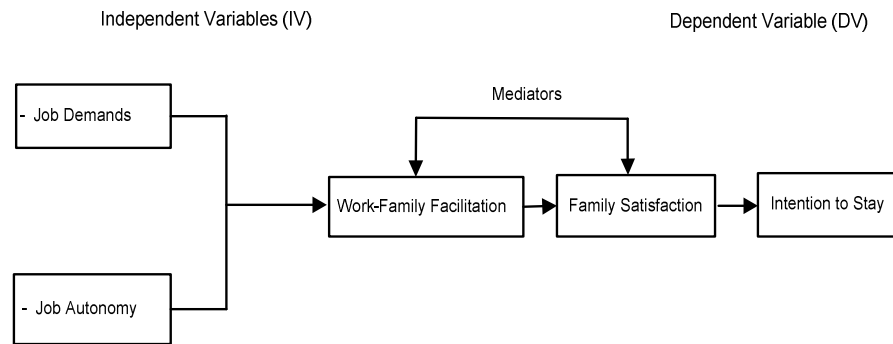 Independent Variables (IV)
Dependent Variable (DV)
Mediators
- Job Demands
Work-Family Facilitation
Family Satisfaction
Intention to Stay
- Job Autonomy